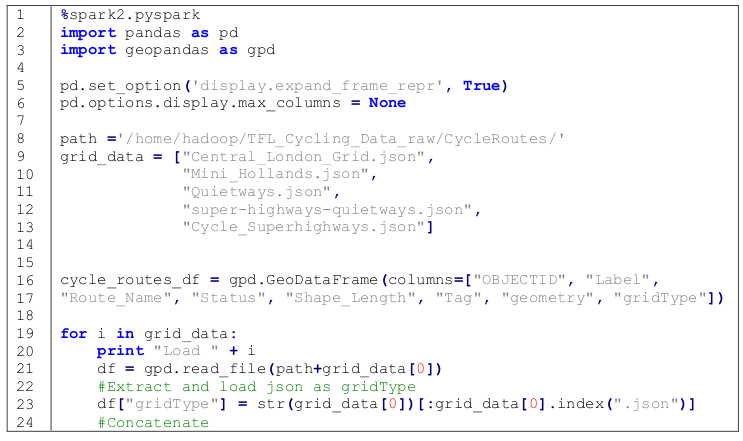 1 %spark2.pyspark
2 import pandas as pd
3 import geopandas as gpd
4
5 pd.set_option('display.expand_frame_repr', True)
6 pd.options.display.max_columns = None
7
8 path ='/home/hadoop/TFL_Cycling_Data_raw/CycleRoutes/'
9 grid_data = ["Central_London_Grid.json",
10 "Mini_Hollands.json",
11 "Quietways.json",
12 "super-highways-quietways.json",
13 "Cycle_Superhighways.json"]
14
15
16 cycle_routes_df = gpd.GeoDataFrame(columns=["OBJECTID", "Label",
17 "Route_Name", "Status", "Shape_Length", "Tag", "geometry", "gridType"])
18
19 for i in grid_data:
20 print "Load " + i
21 df = gpd.read_file(path+grid_data[0])
22 #Extract and load json as gridType
23 df["gridType"] = str(grid_data[0])[:grid_data[0].index(".json")]
24 #Concatenate